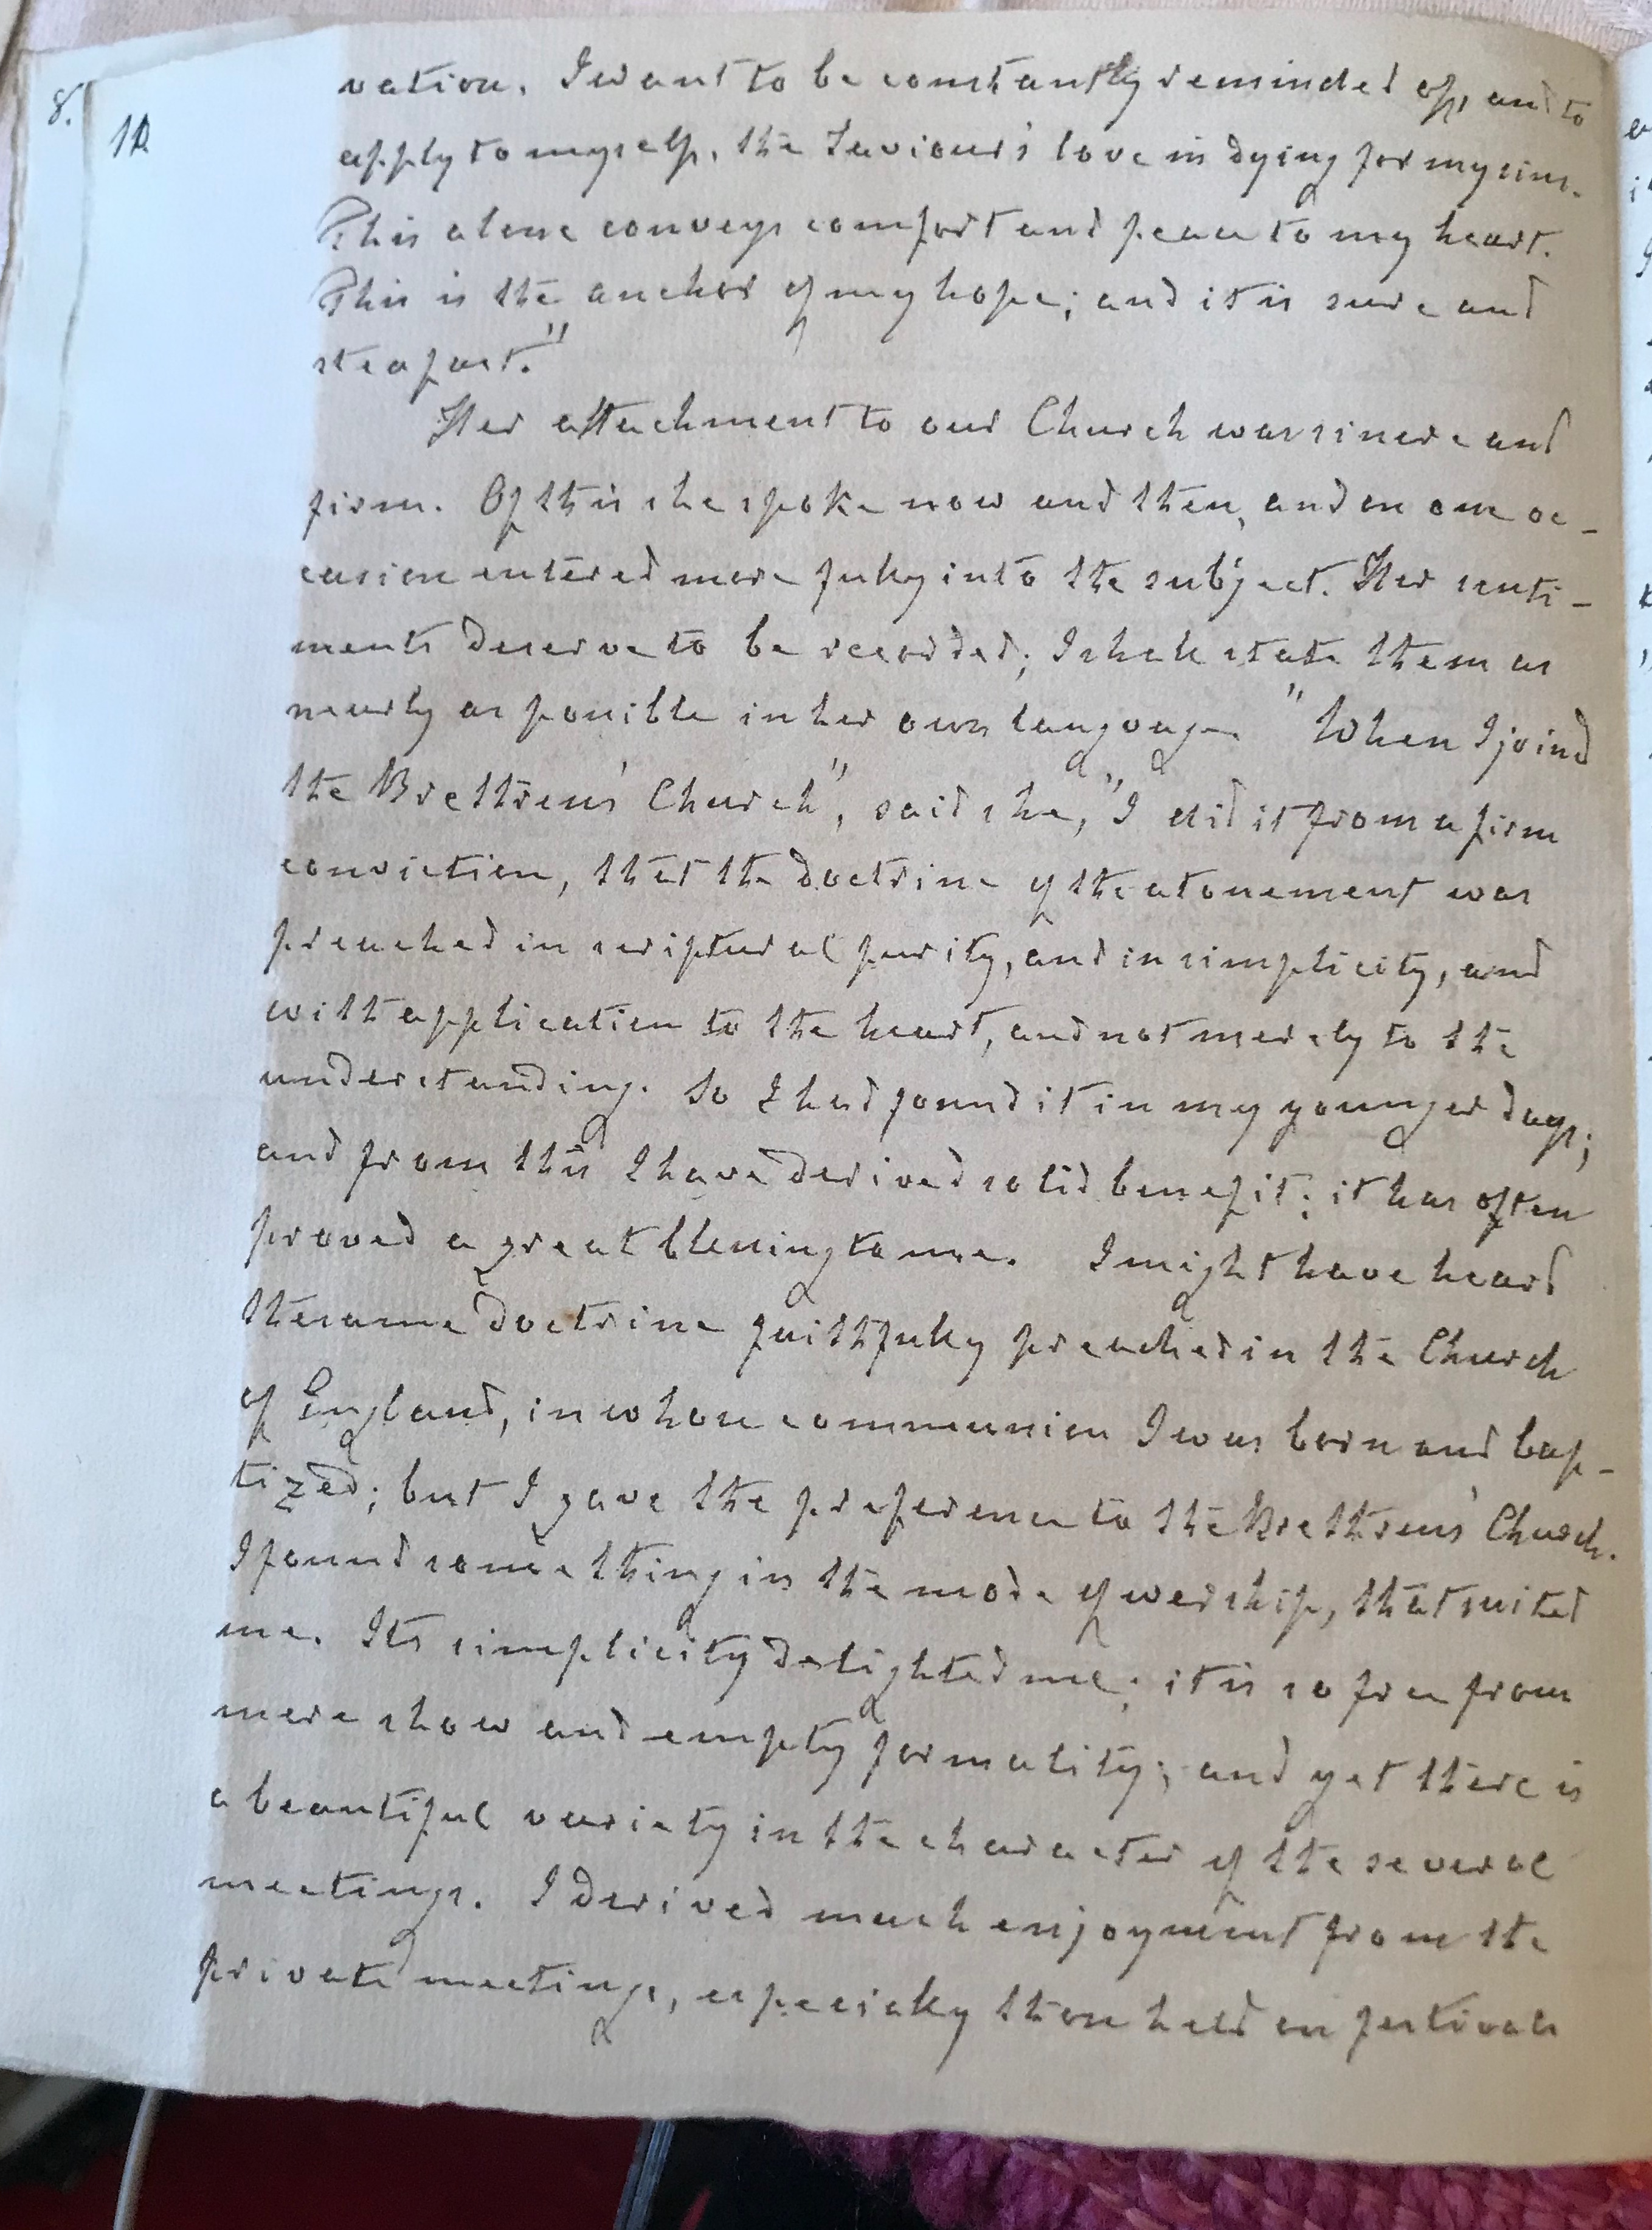 8.
12
vation. I want to be constantly reminded of, and to
apply to myself, the Saviour's love in dying for my sins.
This alone conveys comfort and peace to my heart.
This is the anchor of my hope; and it is sure and
steafast."
Her attachment to our Church was sincere and
firm. Of this she spoke now and then, and on one oc-
casion entered more fully into the subject. Her senti-
ments deserve to be recorded; I shall state them as
nearly as possible in her own language. "When I joind
the Brethren's Church", said she, "I did it from a firm
conviction, that the doctrine of the atonement was
preached in scriptural purity, and in simplicity, and
with application to the heart, and not merely to the
understanding. So I had found it in my younger days;
and from this I have derived solid benefit; it has often
proved a great blessing to me. I might have heard
the same doctrine faithfully preached in the Church
of England, in whose communion I was born and bap-
tized; but I gave the preference to the Brethren's Church.
I found something in the mode of worship, that suited
me. Its simplicity delighted me; it is so free from
mere show and empty formality; and yet there is
a beautiful variety in the character of the several
meetings. I derived much enjoyment from the
private meetings, especially those held on festivals